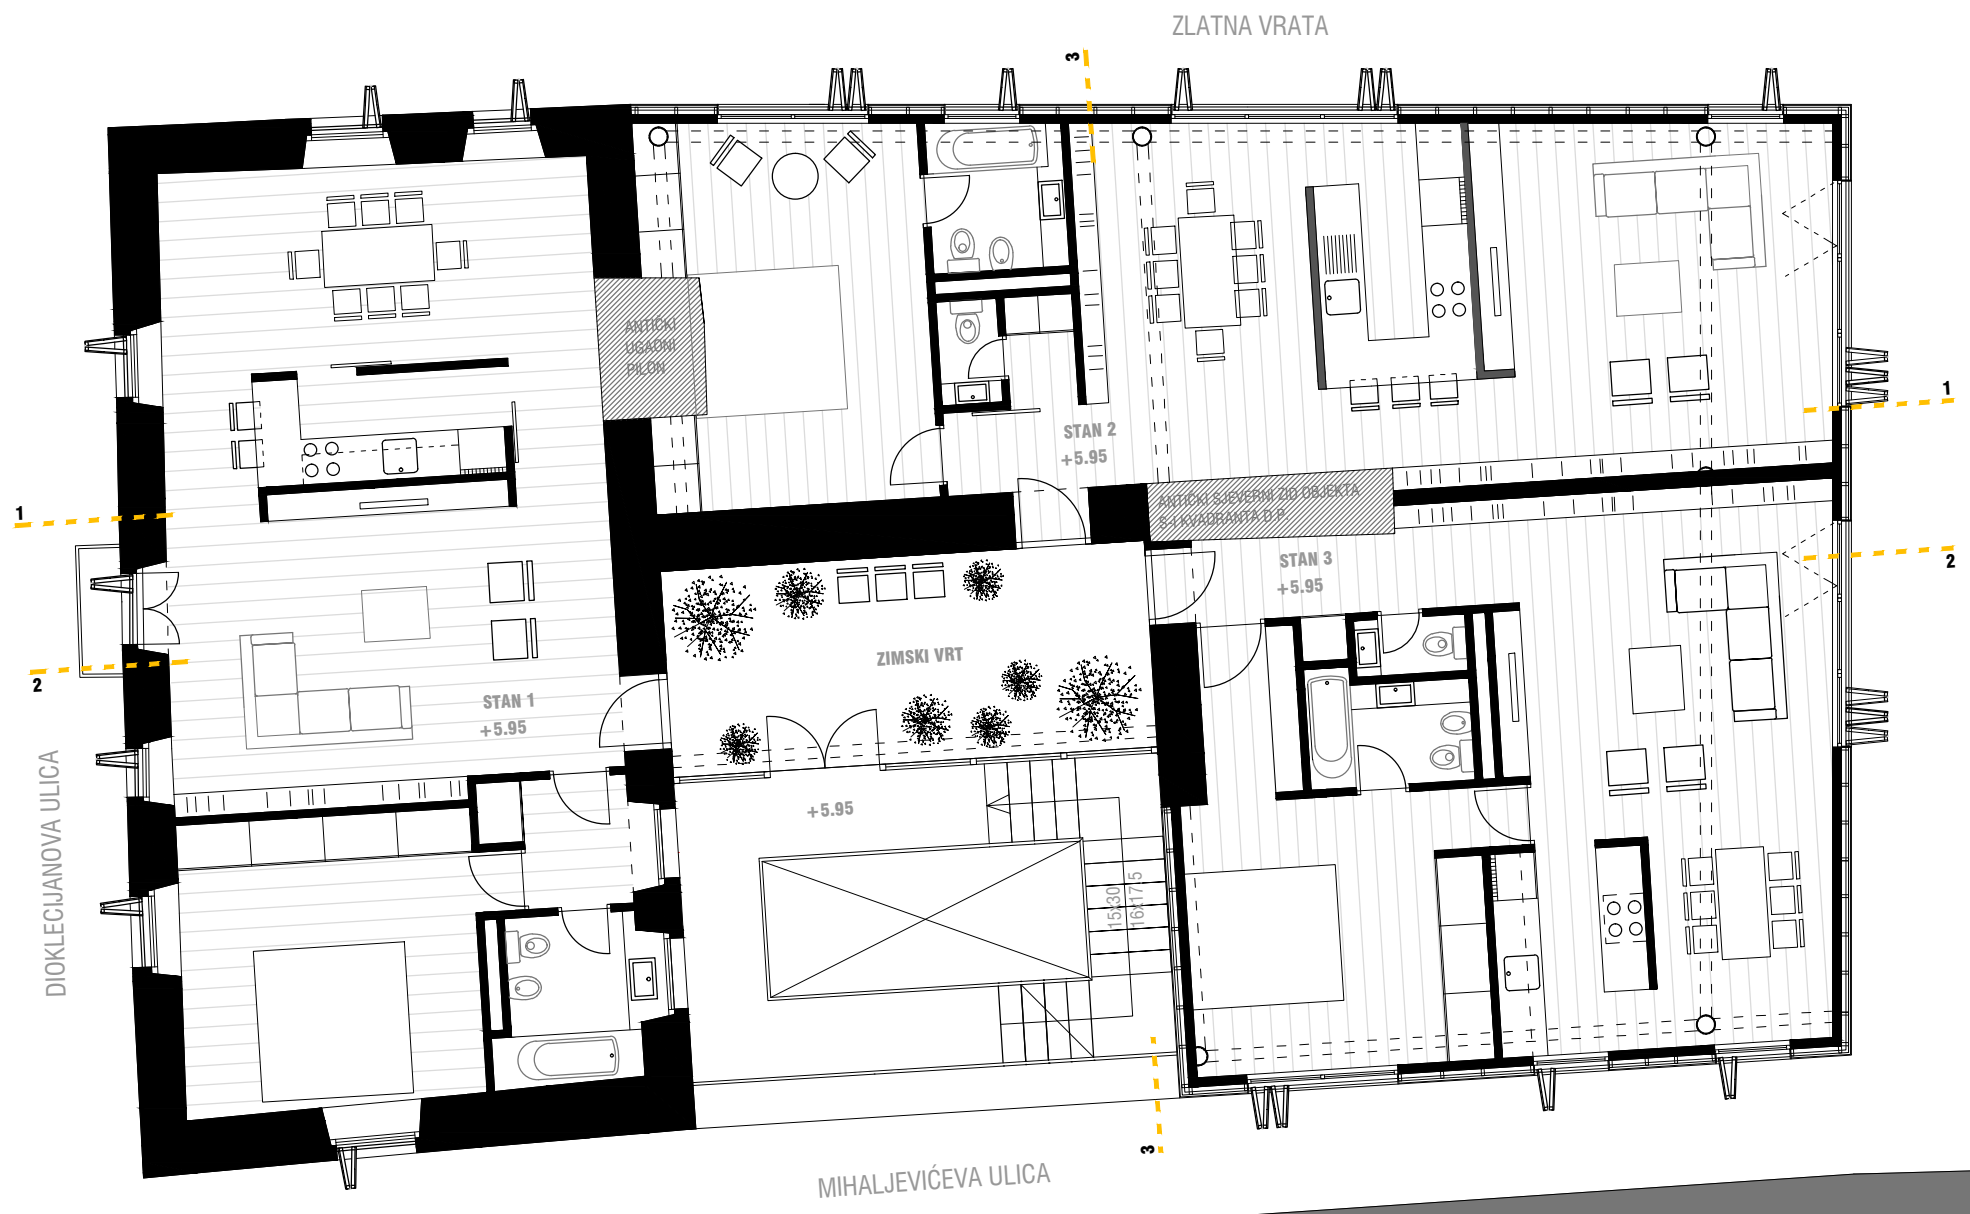 ZLATNA VRATA
3
ANTIČKI
UGAONI
PILON
1
STAN 2
+5.95
ANTIČKI SJEVERNI ZID OBJEKTA
S-I KVADRANTA D.P.
1
2
STAN 3
+5.95
ZIMSKI VRT
2
STAN 1
+5.95
+5.95
15x30
16x17.5
DIOKLECIJANOVA ULICA
3
MIHALJEVIĆEVA ULICA